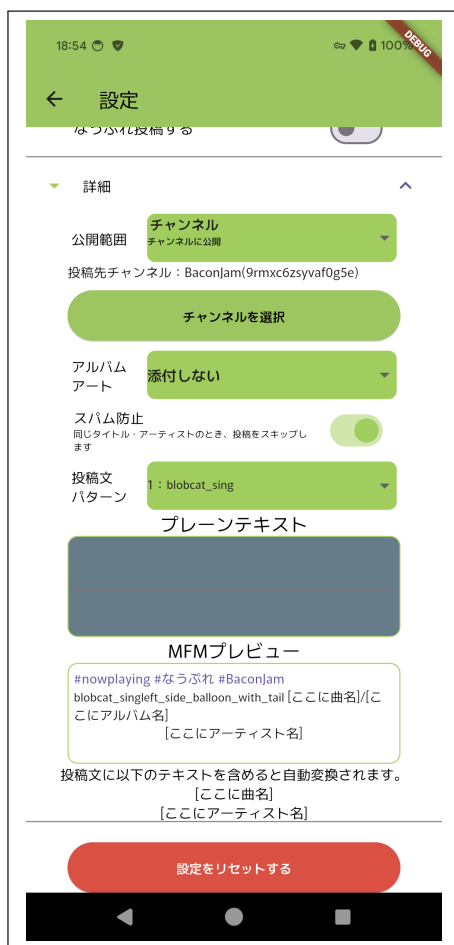 18:54
100%
DEBUG
設定
なうぷれ投稿する
詳細
公開範囲
チャンネル
チャンネルに公開
投稿先チャンネル：BaconJam(9rmxc6zsyvaf0g5e)
チャンネルを選択
アルバム
アート
添付しない
スパム防止
同じタイトル・アーティストのとき、投稿をスキップし
ます
投稿文
パターン
1：blobcat_sing
プレーンテキスト
MFMプレビュー
#nowplaying #なうぷれ #BaconJam
blobcat_singleft_side_balloon_with_tail [ここに曲名]/[こ
こにアルバム名]
[ここにアーティスト名]
投稿文に以下のテキストを含めると自動変換されます。
[ここに曲名]
[ここにアーティスト名]
設定をリセットする